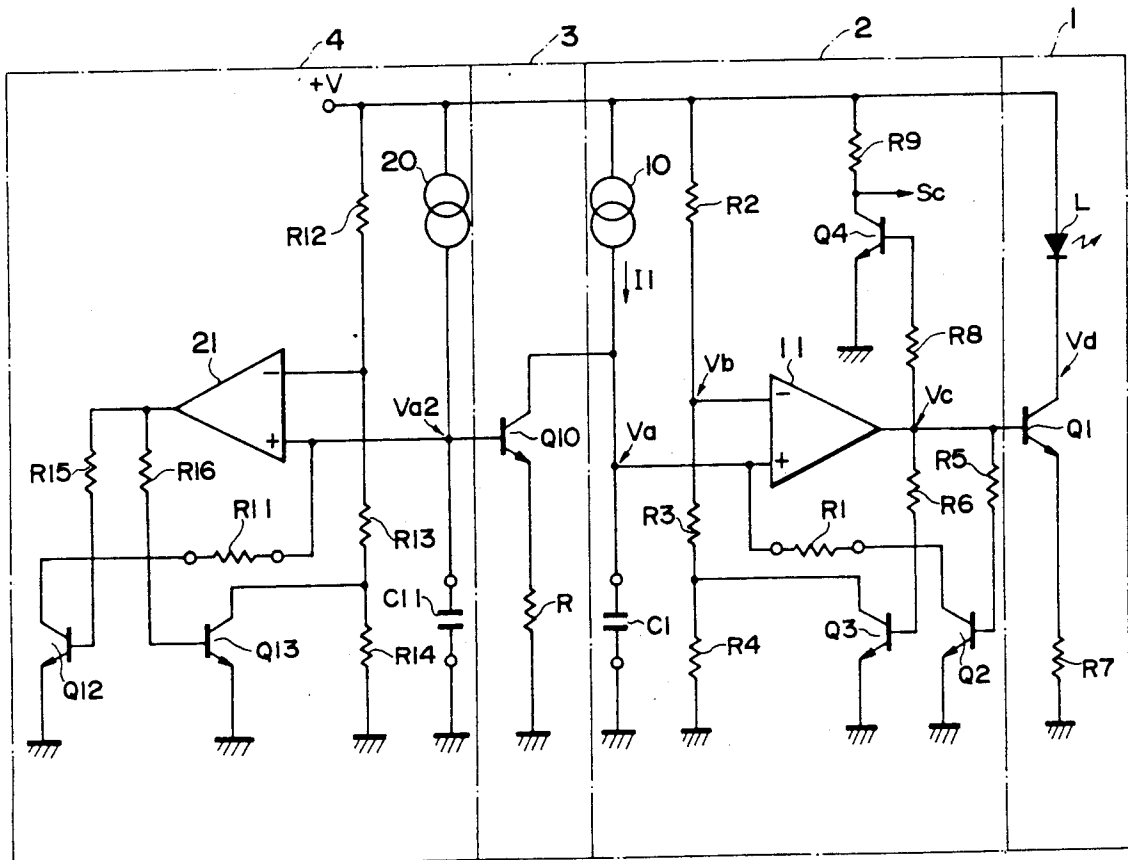 4
3
2
1
+V
20
10
R9
Sc
R12
R2
L
Q4
I1
R8
21
11
Vd
Vb
Va2
Vc
−
−
Q10
Va
Q1
+
+
R15
R16
R5
R6
R11
R13
R3
R1
C11
R
C1
Q3
Q13
R14
R4
Q2
R7
Q12